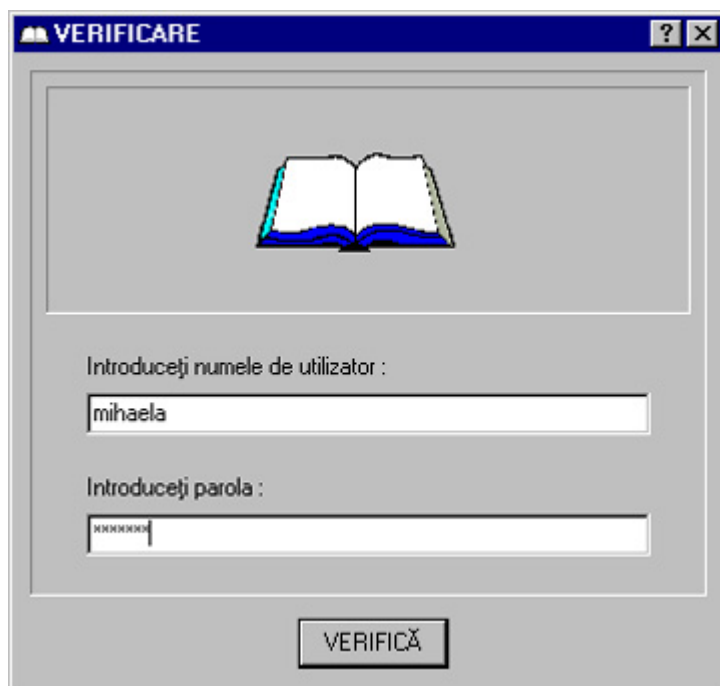 VERIFICARE
Introduceţi numele de utilizator :
mihaela
Introduceţi parola :
*******
VERIFICĂ